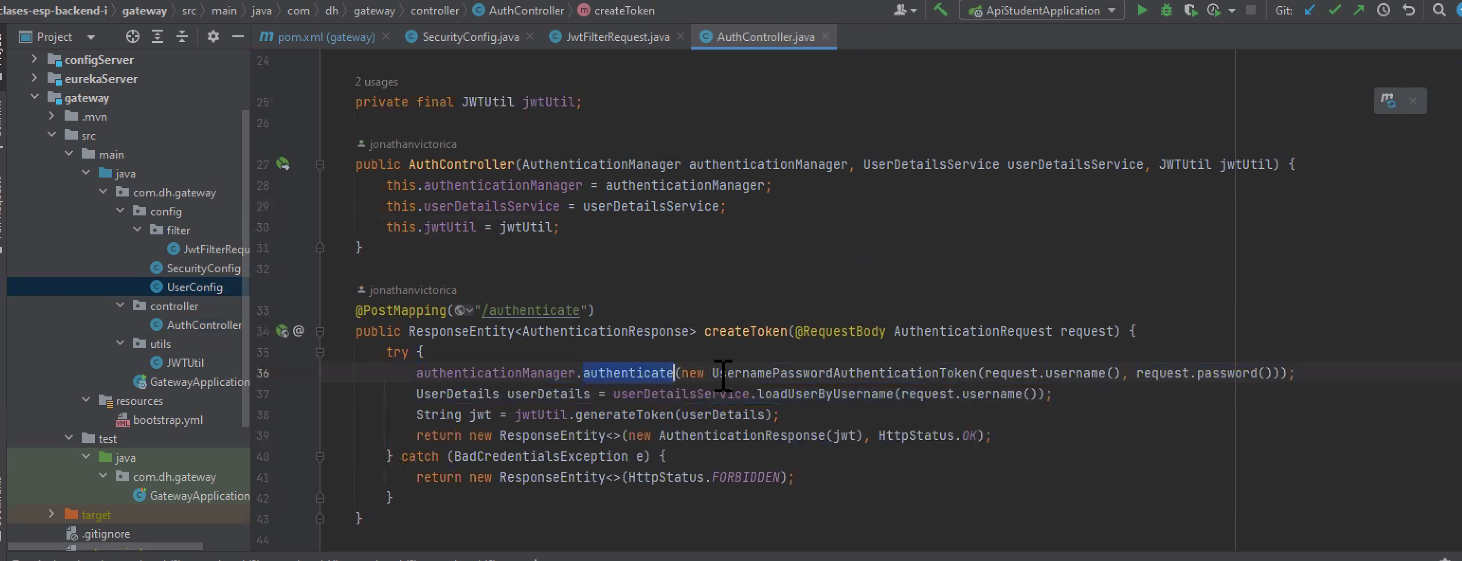 clases-esp-backend-i gateway src main java com dh gateway controller AuthController createToken ApiStudentApplication Git:
Project pom.xml (gateway) SecurityConfig.java JwtFilterRequest.java AuthController.java
configServer
eurekaServer
gateway
.mvn
src
main
java
com.dh.gateway
config
filter
JwtFilterRequ
SecurityConfig
UserConfig
controller
AuthController
utils
JWTUtil
GatewayApplication
resources
bootstrap.yml
test
java
com.dh.gateway
GatewayApplication
target
.gitignore
24
2 usages
25 private final JWTUtil jwtUtil;
26
jonathanvictorica
27 public AuthController(AuthenticationManager authenticationManager, UserDetailsService userDetailsService, JWTUtil jwtUtil) {
28 this.authenticationManager = authenticationManager;
29 this.userDetailsService = userDetailsService;
30 this.jwtUtil = jwtUtil;
31 }
32
jonathanvictorica
33 @PostMapping("/authenticate")
34 public ResponseEntity<AuthenticationResponse> createToken(@RequestBody AuthenticationRequest request) {
35 try {
36 authenticationManager.authenticate(new UsernamePasswordAuthenticationToken(request.username(), request.password()));
37 UserDetails userDetails = userDetailsService.loadUserByUsername(request.username());
38 String jwt = jwtUtil.generateToken(userDetails);
39 return new ResponseEntity<>(new AuthenticationResponse(jwt), HttpStatus.OK);
40 } catch (BadCredentialsException e) {
41 return new ResponseEntity<>(HttpStatus.FORBIDDEN);
42 }
43 }
44